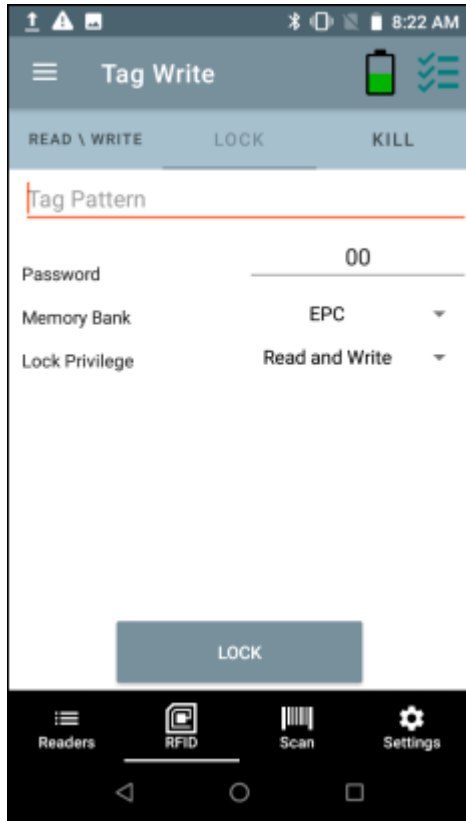 8:22 AM
Tag Write
READ \ WRITE LOCK KILL
Tag Pattern
Password 00
Memory Bank EPC
Lock Privilege Read and Write
LOCK
Readers RFID Scan Settings